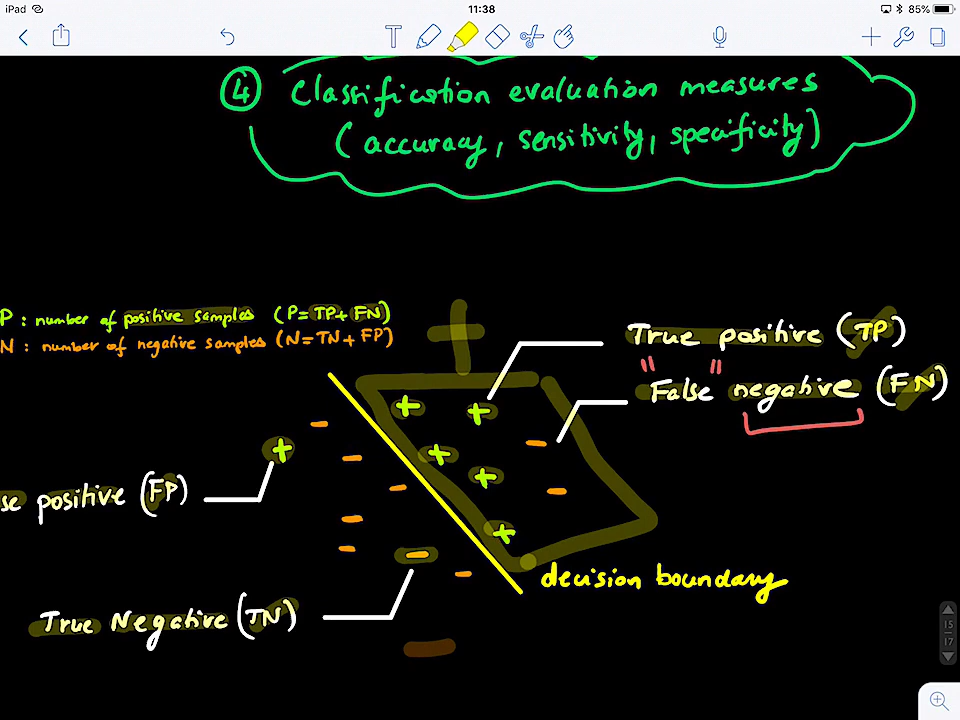 iPad
11:38
85%
T
④ Classification evaluation measures
(accuracy, sensitivity, specificity)
P : number of positive samples (P=TP+FN)
N : number of negative samples (N=TN+FP)
True positive (TP)
"False" negative (FN)
se positive (FP)
decision boundary
True Negative (TN)
15
17